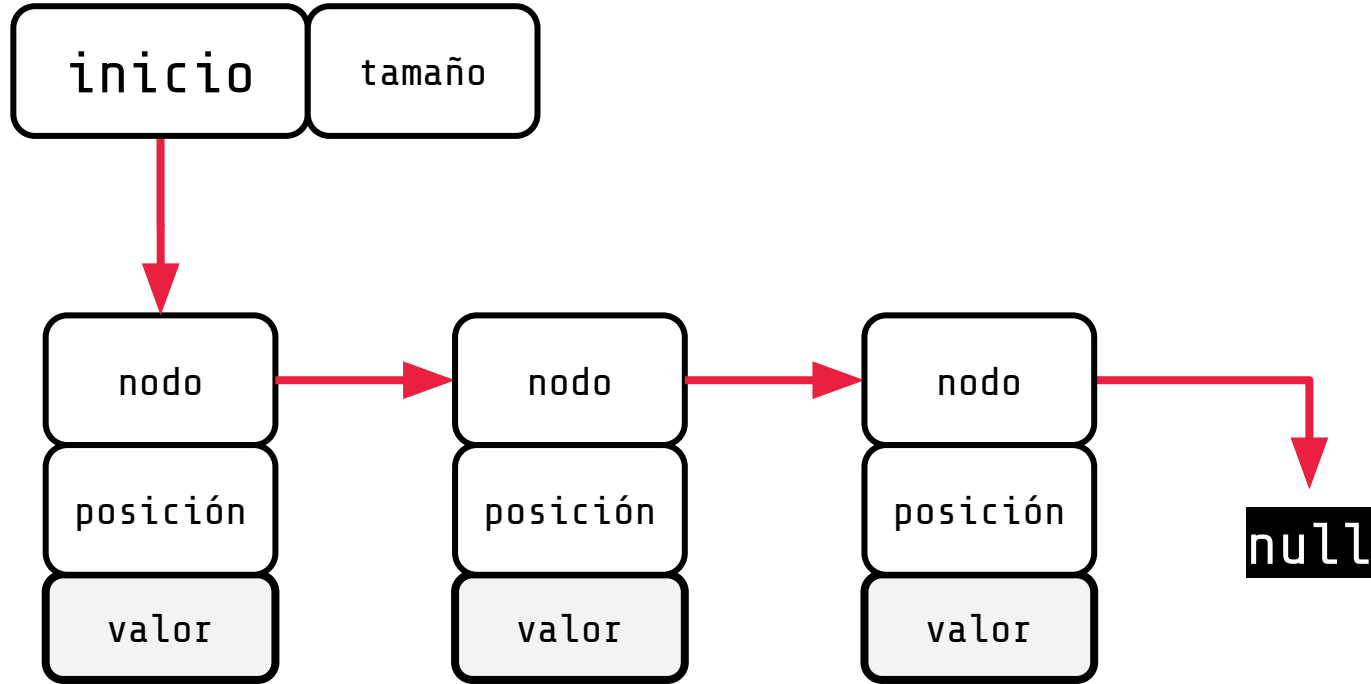 inicio
tamaño
nodo
nodo
nodo
posición
posición
posición
null
valor
valor
valor